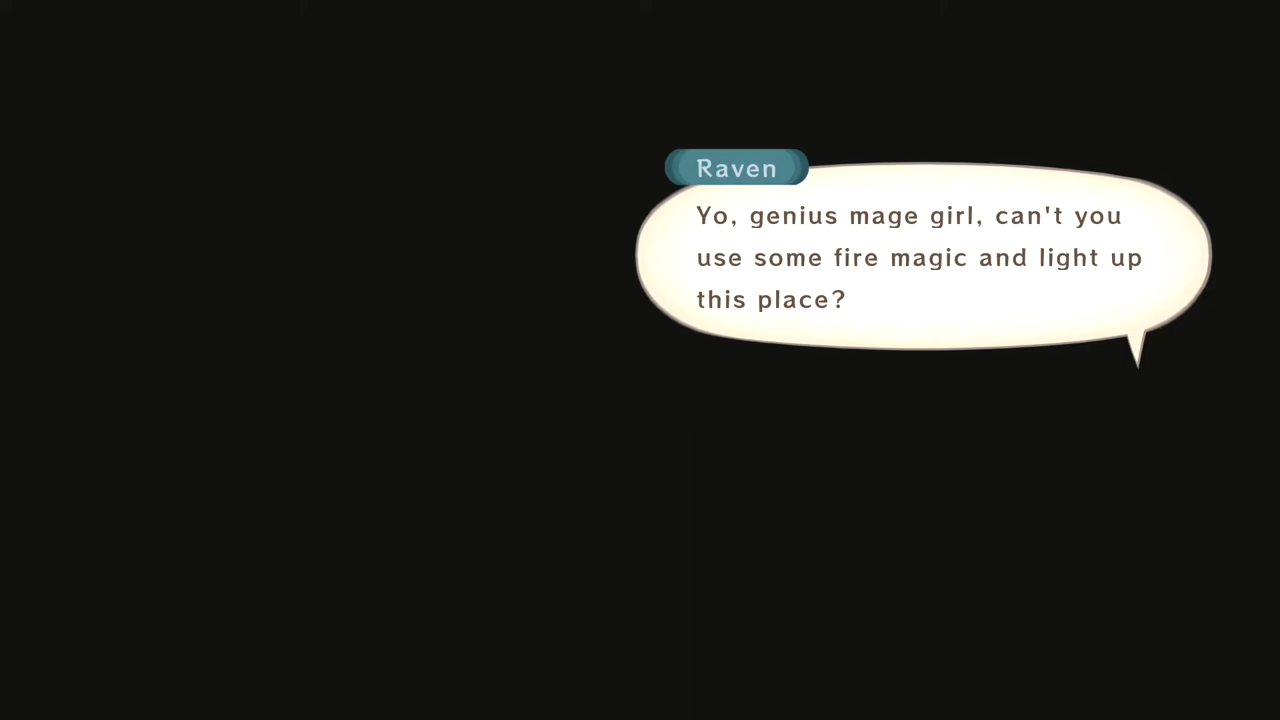 Raven
Yo, genius mage girl, can't you
use some fire magic and light up
this place?